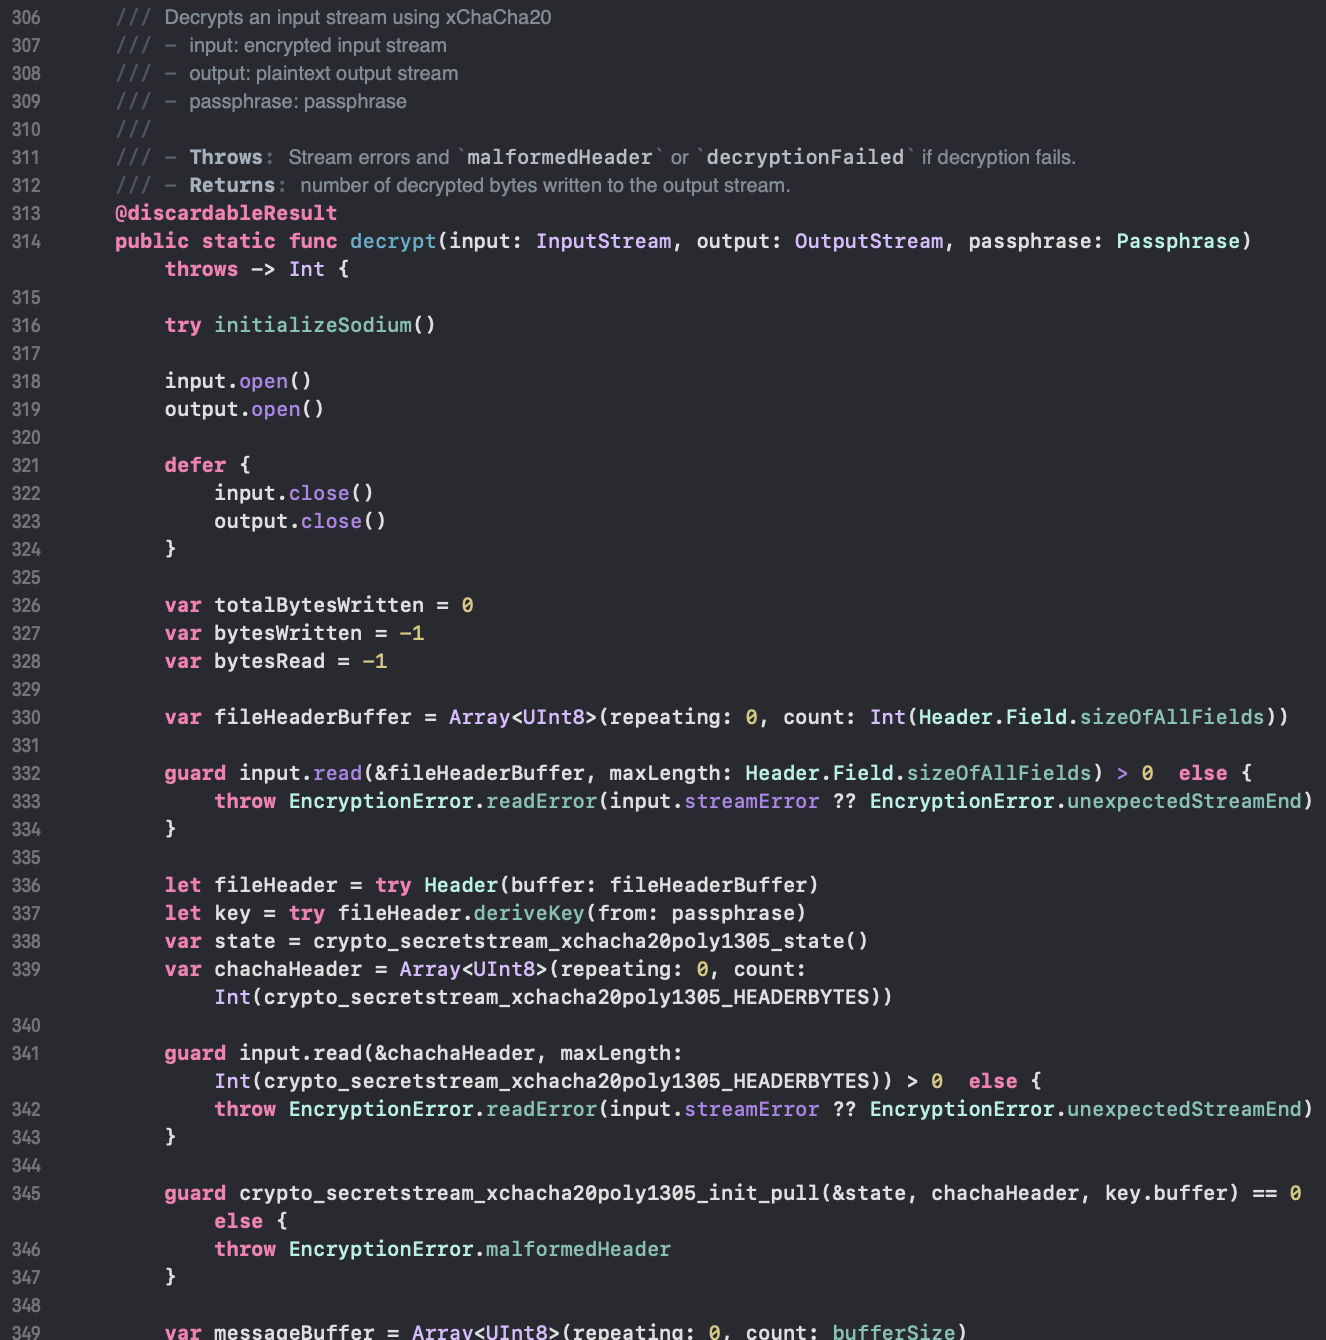 306 /// Decrypts an input stream using xChaCha20
307 /// - input: encrypted input stream
308 /// - output: plaintext output stream
309 /// - passphrase: passphrase
310 ///
311 /// - Throws: Stream errors and `malformedHeader` or `decryptionFailed` if decryption fails.
312 /// - Returns: number of decrypted bytes written to the output stream.
313 @discardableResult
314 public static func decrypt(input: InputStream, output: OutputStream, passphrase: Passphrase)
throws -> Int {
315
316 try initializeSodium()
317
318 input.open()
319 output.open()
320
321 defer {
322 input.close()
323 output.close()
324 }
325
326 var totalBytesWritten = 0
327 var bytesWritten = -1
328 var bytesRead = -1
329
330 var fileHeaderBuffer = Array<UInt8>(repeating: 0, count: Int(Header.Field.sizeOfAllFields))
331
332 guard input.read(&fileHeaderBuffer, maxLength: Header.Field.sizeOfAllFields) > 0  else {
333 throw EncryptionError.readError(input.streamError ?? EncryptionError.unexpectedStreamEnd)
334 }
335
336 let fileHeader = try Header(buffer: fileHeaderBuffer)
337 let key = try fileHeader.deriveKey(from: passphrase)
338 var state = crypto_secretstream_xchacha20poly1305_state()
339 var chachaHeader = Array<UInt8>(repeating: 0, count:
Int(crypto_secretstream_xchacha20poly1305_HEADERBYTES))
340
341 guard input.read(&chachaHeader, maxLength:
Int(crypto_secretstream_xchacha20poly1305_HEADERBYTES)) > 0  else {
342 throw EncryptionError.readError(input.streamError ?? EncryptionError.unexpectedStreamEnd)
343 }
344
345 guard crypto_secretstream_xchacha20poly1305_init_pull(&state, chachaHeader, key.buffer) == 0
else {
346 throw EncryptionError.malformedHeader
347 }
348
349 var messageBuffer = Array<UInt8>(repeating: 0, count: bufferSize)